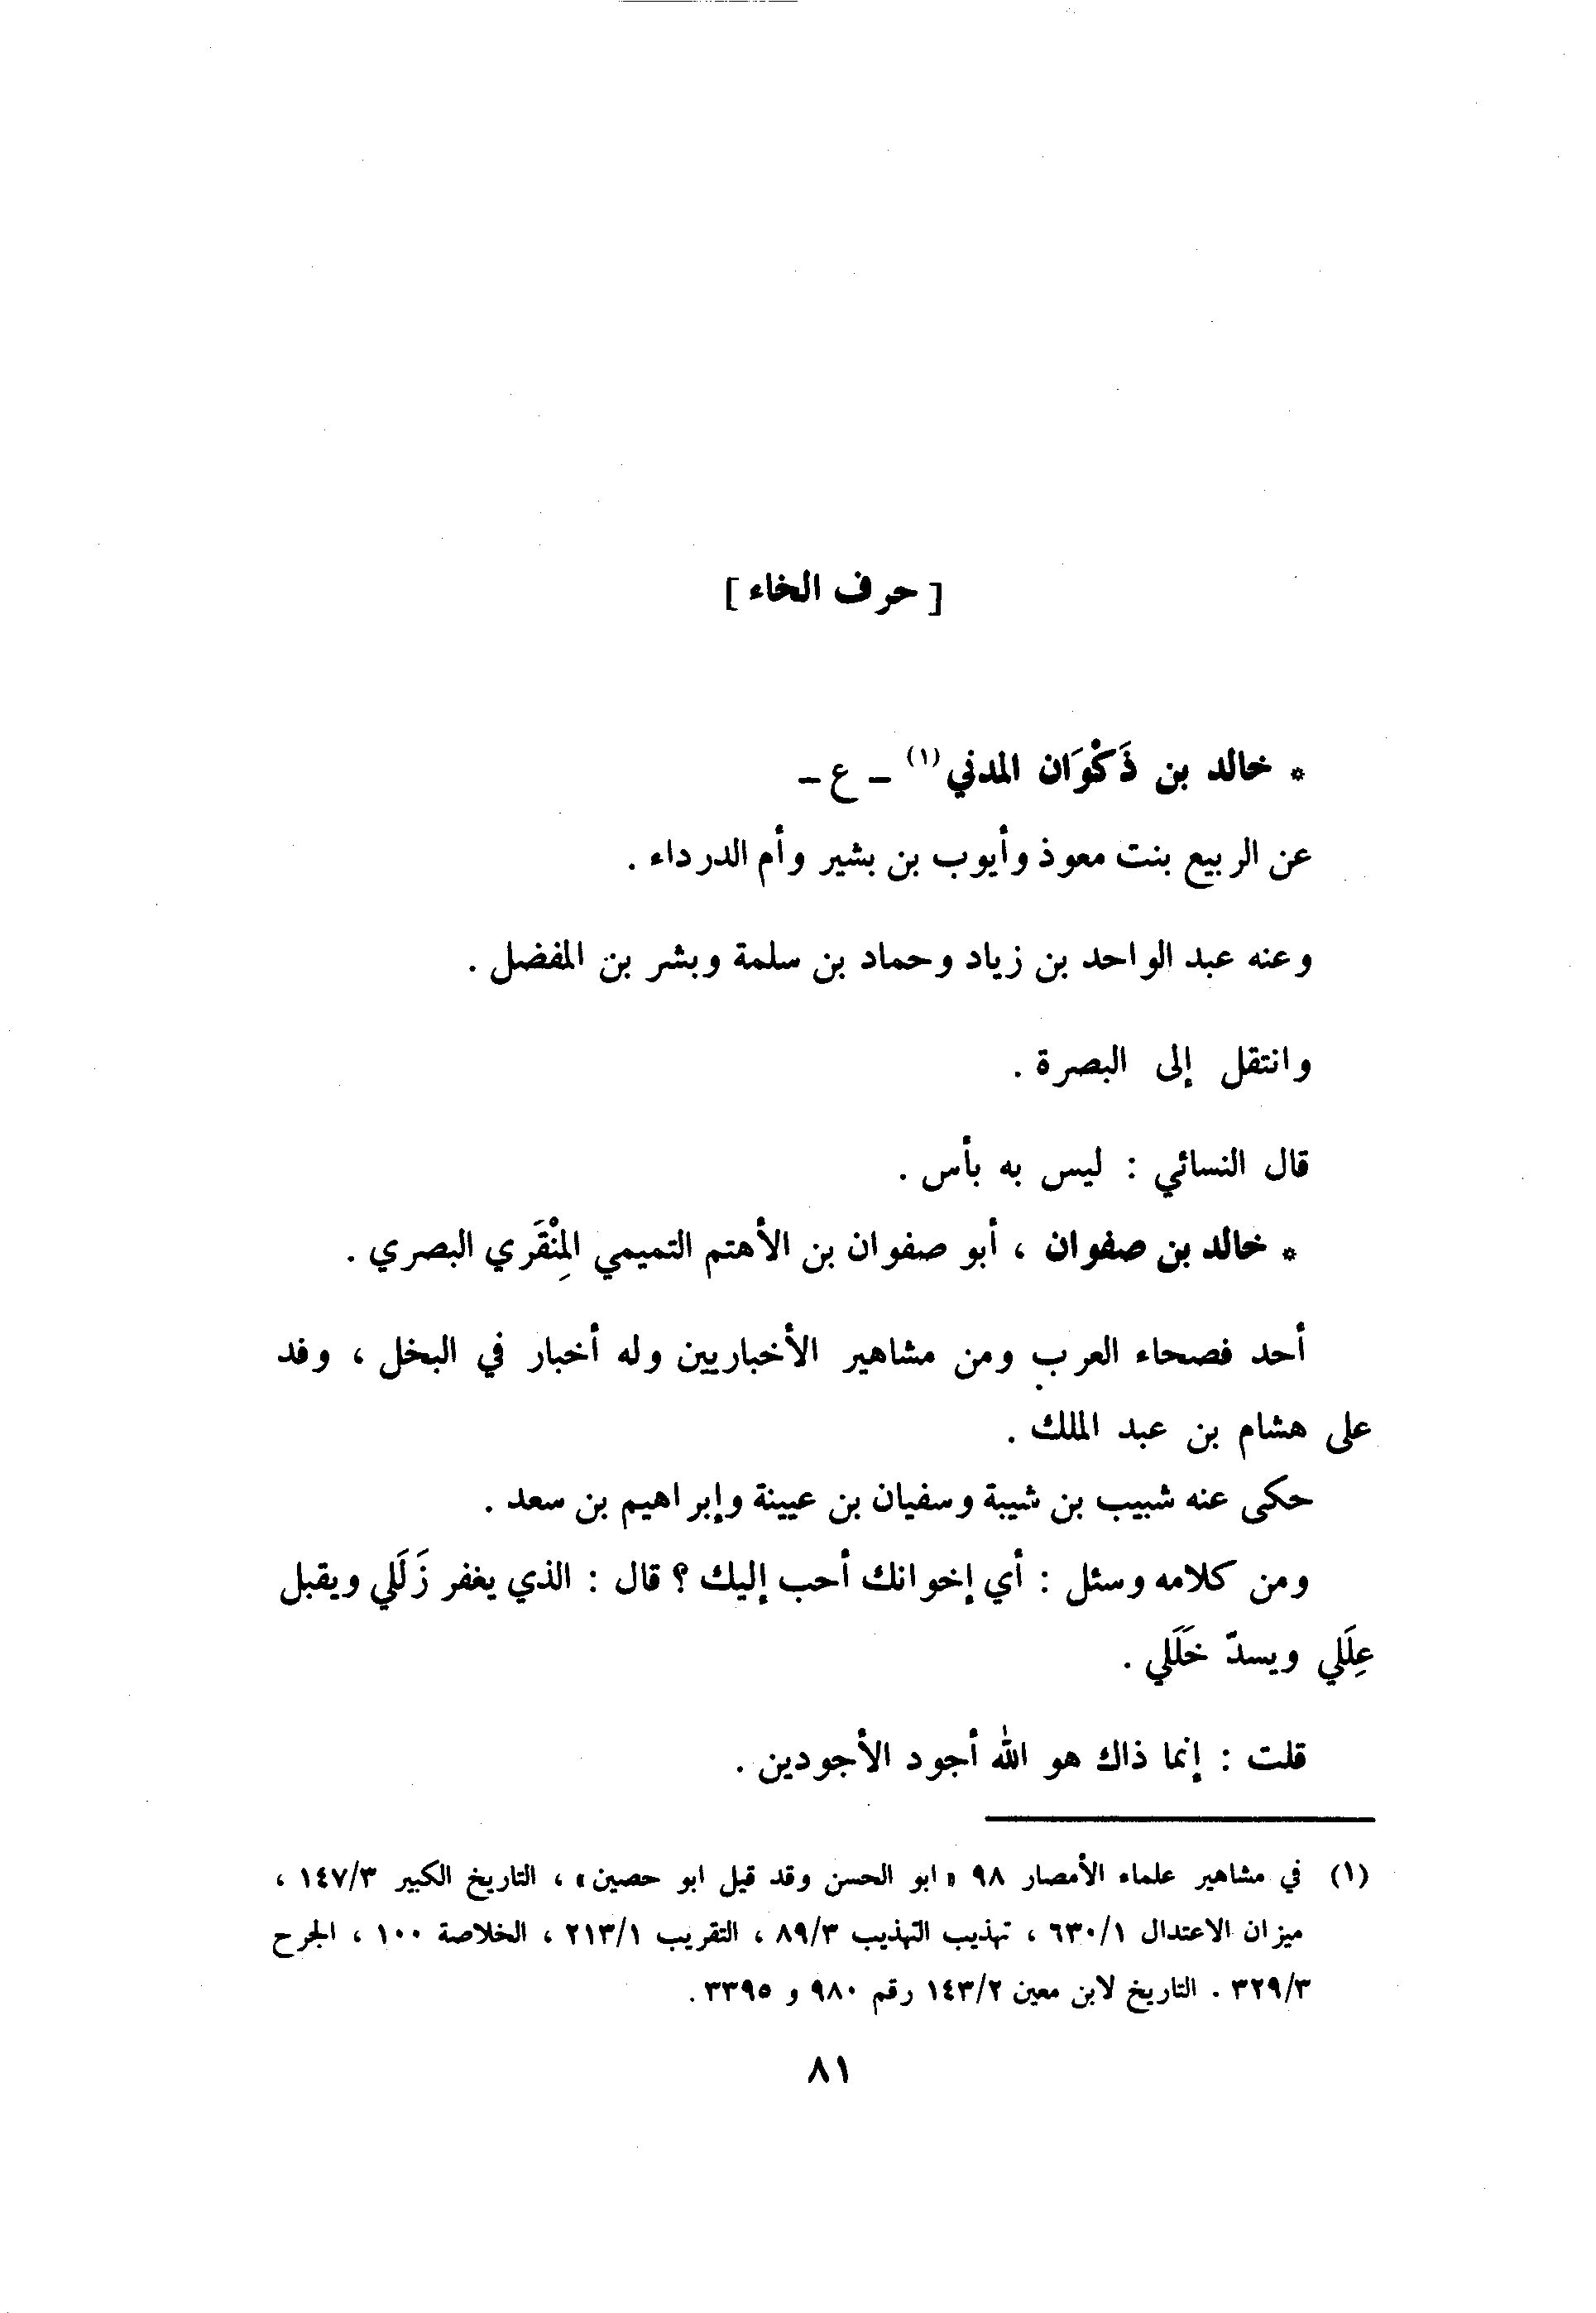 [ حرف الخاء ]
* خالد بن ذَكْوَان المدني (١) ـ ع ـ
عن الربيع بنت معوذ وأيوب بن بشير وأم الدرداء .
وعنه عبد الواحد بن زياد وحماد بن سلمة وبشر بن المفضل .
وانتقل إلى البصرة .
قال النسائي : ليس به بأس .
* خالد بن صفوان ، أبو صفوان بن الأهتم التميمي المِنْقَري البصري .
أحد فصحاء العرب ومن مشاهير الأخباريين وله أخبار في البخل ، وفد
على هشام بن عبد الملك .
حكى عنه شبيب بن شيبة وسفيان بن عيينة وإبراهيم بن سعد .
ومن كلامه وسئل : أي إخوانك أحب إليك ؟ قال : الذي يغفر زَلَلي ويقبل
عِلَلي ويسدّ خَلَلي .
قلت : إنما ذاك هو الله أجود الأجودين .
(١) في مشاهير علماء الأمصار ٩٨ « ابو الحسن وقد قيل ابو حصين » ، التاريخ الكبير ١٤٧/٣ ،
ميزان الاعتدال ٦٣٠/١ ، تهذيب التهذيب ٨٩/٣ ، التقريب ٢١٣/١ ، الخلاصة ١٠٠ ، الجرح
٣٢٩/٣ . التاريخ لابن معين ١٤٣/٢ رقم ٩٨٠ و ٣٣٩٥ .
٨١